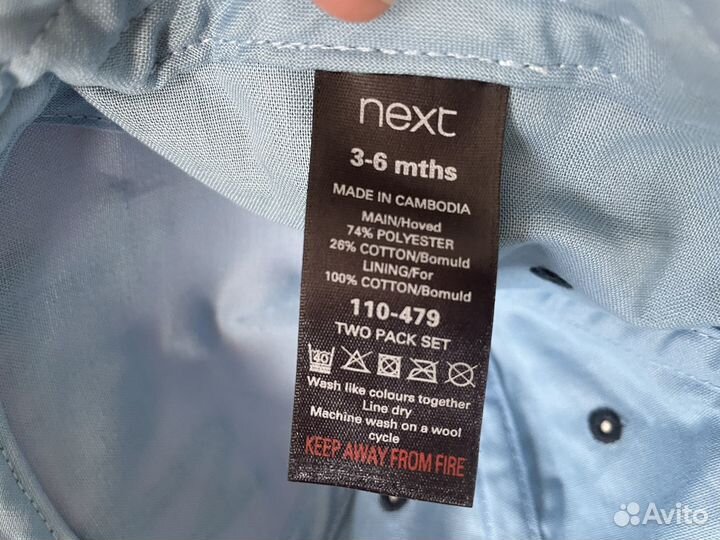 next
3-6 mths
MADE IN CAMBODIA
MAIN/Hoved
74% POLYESTER
26% COTTON/Bomuld
LINING/For
100% COTTON/Bomuld
110-479
TWO PACK SET
40
Wash like colours together
Line dry
Machine wash on a wool
cycle
KEEP AWAY FROM FIRE
Avito